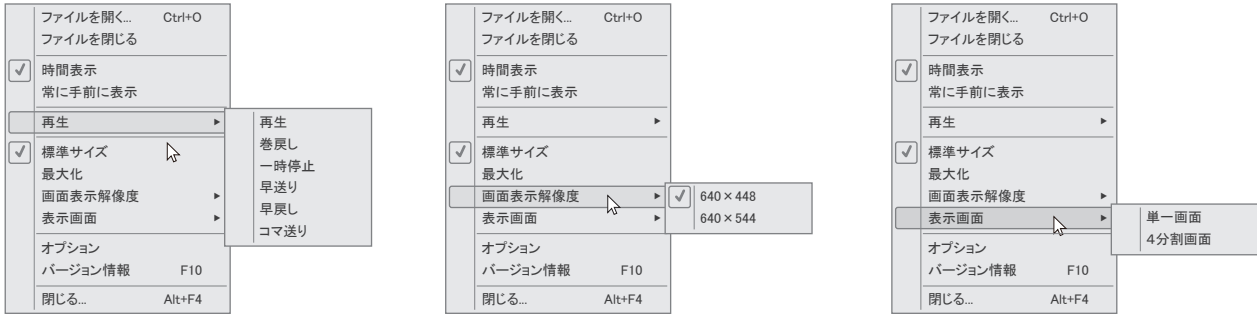 ファイルを開く... Ctrl+O
ファイルを閉じる
時間表示
常に手前に表示
再生
標準サイズ
最大化
画面表示解像度
表示画面
オプション
バージョン情報 F10
閉じる... Alt+F4
再生
巻戻し
一時停止
早送り
早戻し
コマ送り
ファイルを開く... Ctrl+O
ファイルを閉じる
時間表示
常に手前に表示
再生
標準サイズ
最大化
画面表示解像度
表示画面
オプション
バージョン情報 F10
閉じる... Alt+F4
640×448
640×544
ファイルを開く... Ctrl+O
ファイルを閉じる
時間表示
常に手前に表示
再生
標準サイズ
最大化
画面表示解像度
表示画面
オプション
バージョン情報 F10
閉じる... Alt+F4
単一画面
4分割画面